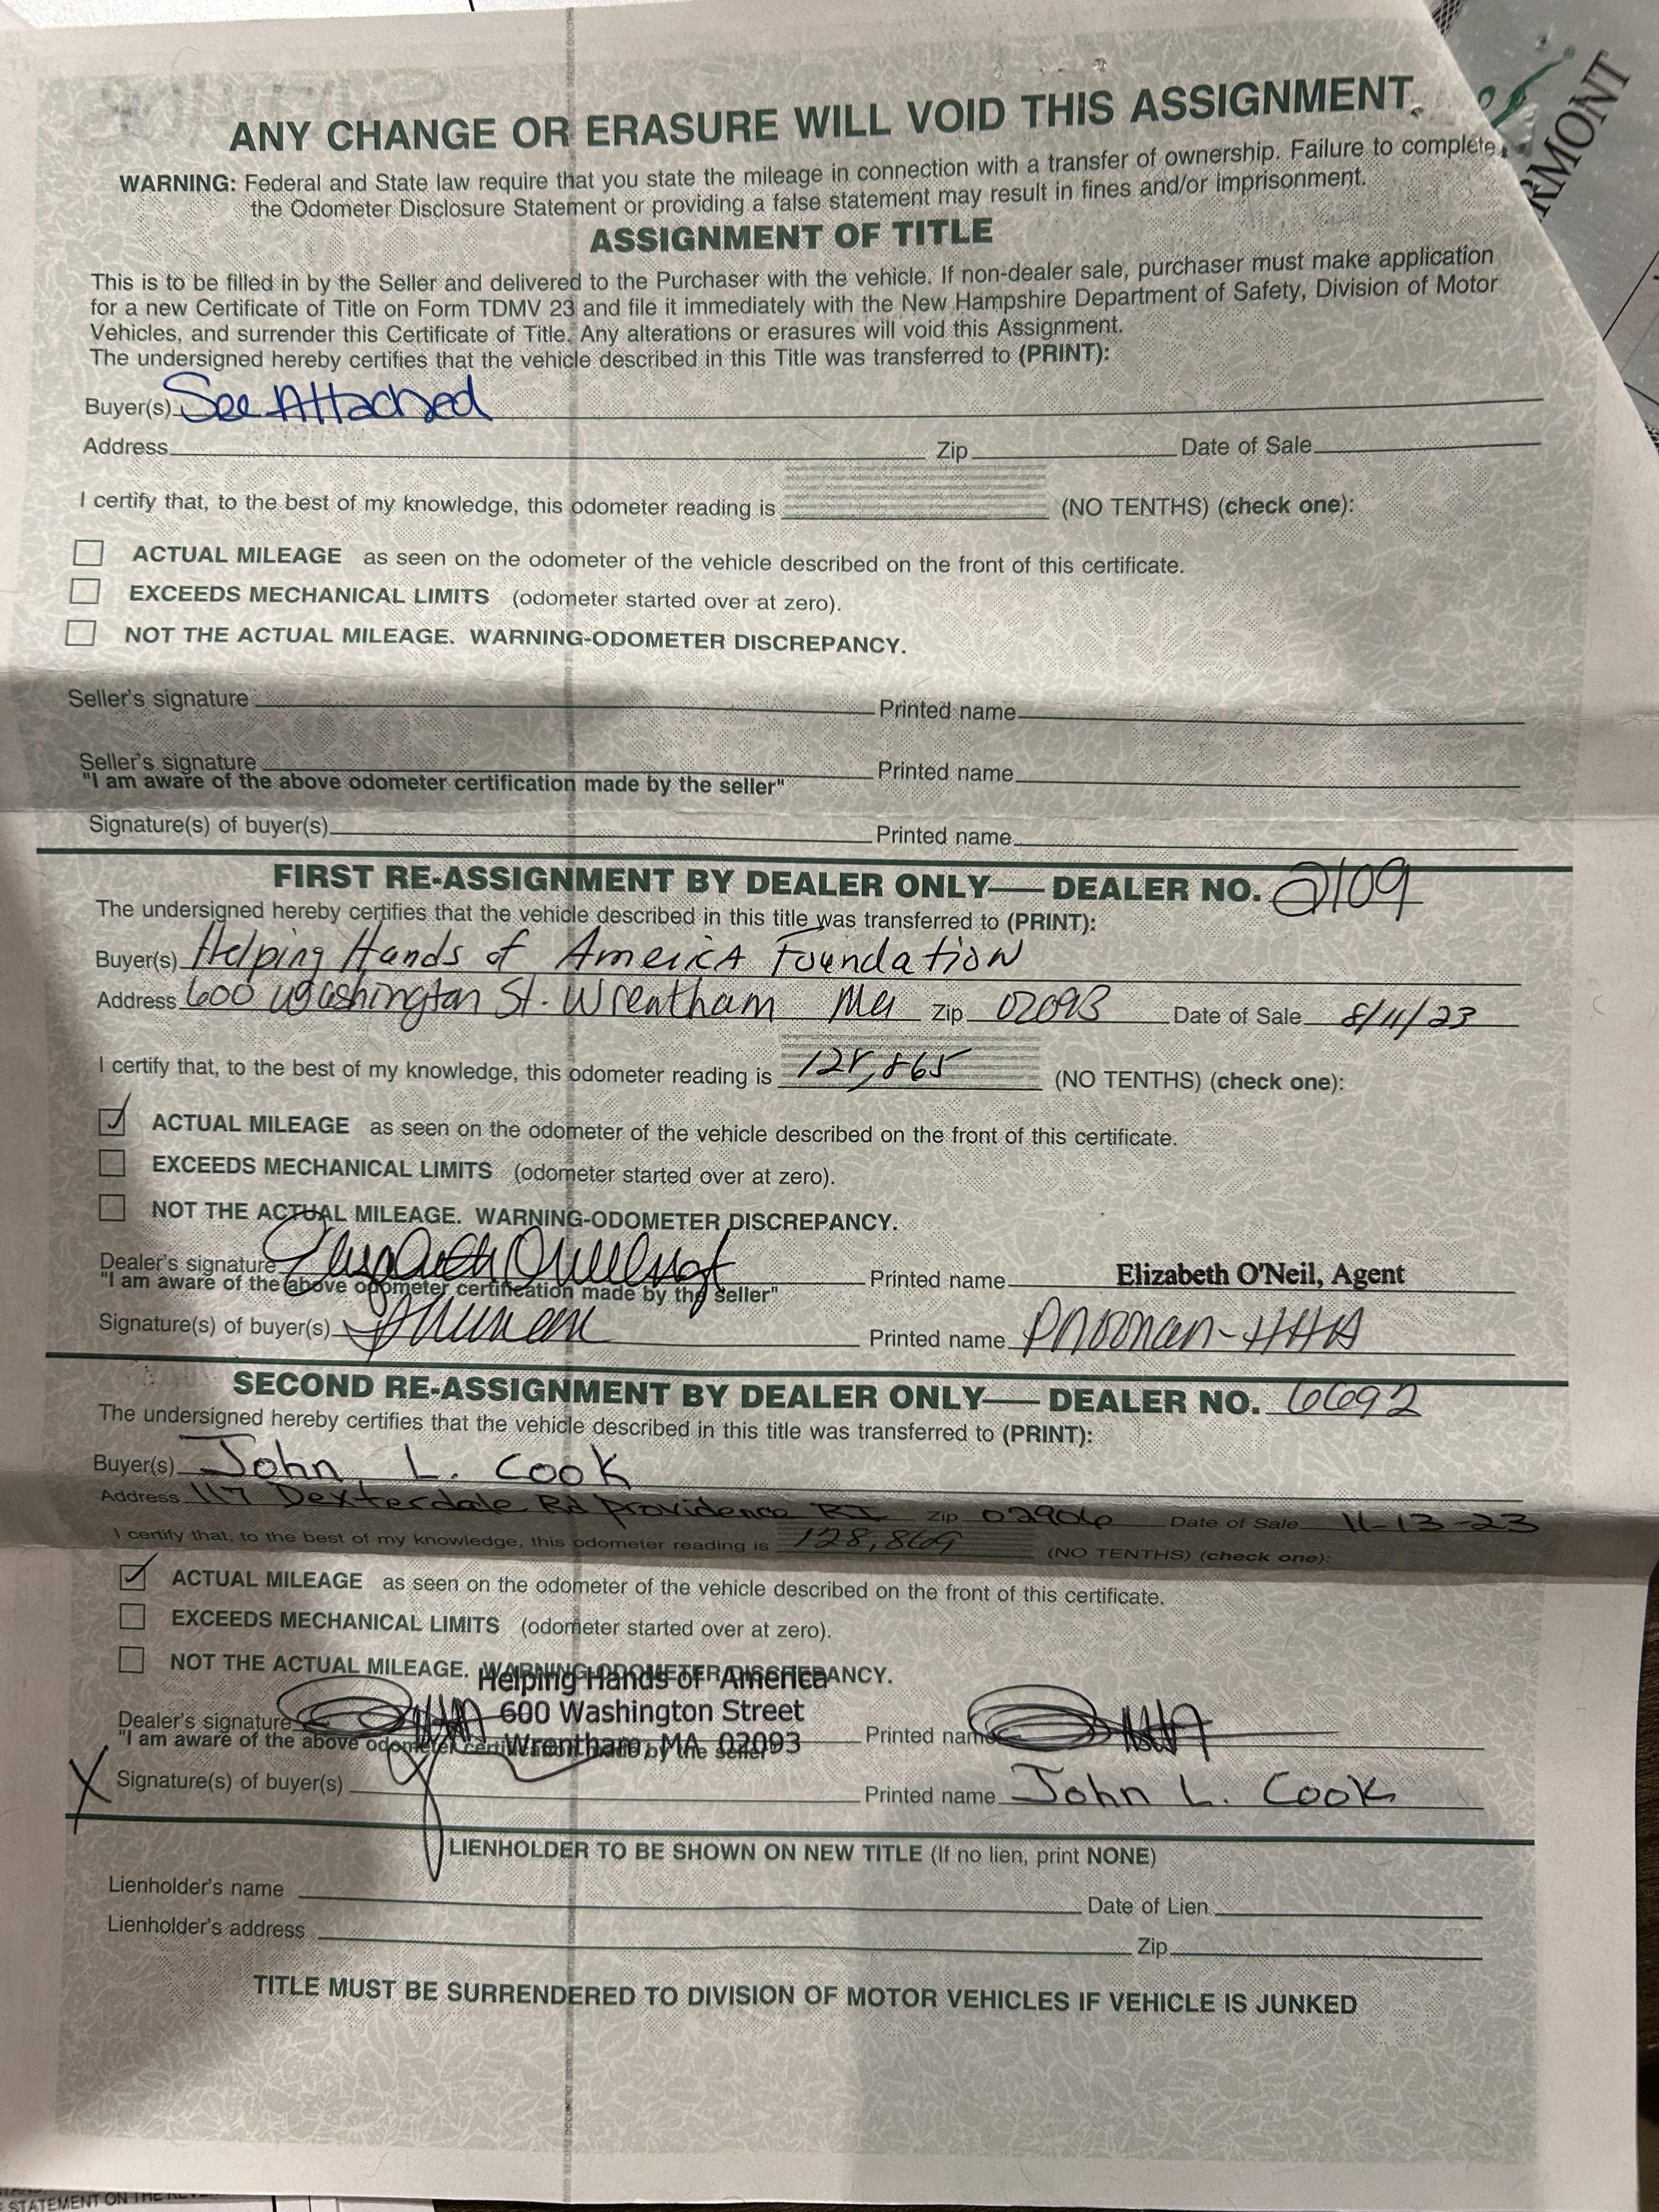 ANY CHANGE OR ERASURE WILL VOID THIS ASSIGNMENT.
RMONT
WARNING: Federal and State law require that you state the mileage in connection with a transfer of ownership. Failure to complete
the Odometer Disclosure Statement or providing a false statement may result in fines and/or imprisonment.
ASSIGNMENT OF TITLE
This is to be filled in by the Seller and delivered to the Purchaser with the vehicle. If non-dealer sale, purchaser must make application
for a new Certificate of Title on Form TDMV 23 and file it immediately with the New Hampshire Department of Safety, Division of Motor
Vehicles, and surrender this Certificate of Title. Any alterations or erasures will void this Assignment.
The undersigned hereby certifies that the vehicle described in this Title was transferred to (PRINT):
Buyer(s) See Attached
Address Zip Date of Sale
I certify that, to the best of my knowledge, this odometer reading is (NO TENTHS) (check one):
ACTUAL MILEAGE as seen on the odometer of the vehicle described on the front of this certificate.
EXCEEDS MECHANICAL LIMITS (odometer started over at zero).
NOT THE ACTUAL MILEAGE. WARNING-ODOMETER DISCREPANCY.
Seller's signature Printed name
Seller's signature Printed name
"I am aware of the above odometer certification made by the seller"
Signature(s) of buyer(s) Printed name
FIRST RE-ASSIGNMENT BY DEALER ONLY— DEALER NO. 2109
The undersigned hereby certifies that the vehicle described in this title was transferred to (PRINT):
Buyer(s) Helping Hands of America Foundation
Address 600 Washington St. Wrentham Ma Zip 02093 Date of Sale 8/11/23
I certify that, to the best of my knowledge, this odometer reading is 128,865 (NO TENTHS) (check one):
ACTUAL MILEAGE as seen on the odometer of the vehicle described on the front of this certificate.
EXCEEDS MECHANICAL LIMITS (odometer started over at zero).
NOT THE ACTUAL MILEAGE. WARNING-ODOMETER DISCREPANCY.
Dealer's signature Printed name Elizabeth O'Neil, Agent
"I am aware of the above odometer certification made by the seller"
Signature(s) of buyer(s) Printed name PNoonan-HHA
SECOND RE-ASSIGNMENT BY DEALER ONLY— DEALER NO. 6692
The undersigned hereby certifies that the vehicle described in this title was transferred to (PRINT):
Buyer(s) John L. Cook
Address 117 Dexterdale Rd Providence RI Zip 02906 Date of Sale 11-13-23
I certify that, to the best of my knowledge, this odometer reading is 128,869 (NO TENTHS) (check one):
ACTUAL MILEAGE as seen on the odometer of the vehicle described on the front of this certificate.
EXCEEDS MECHANICAL LIMITS (odometer started over at zero).
NOT THE ACTUAL MILEAGE. WARNING-ODOMETER DISCREPANCY.
Helping Hands of America
600 Washington Street
Wrentham, MA 02093
Dealer's signature Printed name
"I am aware of the above odometer certification made by the seller"
X Signature(s) of buyer(s) Printed name John L. Cook
LIENHOLDER TO BE SHOWN ON NEW TITLE (If no lien, print NONE)
Lienholder's name Date of Lien
Lienholder's address Zip
TITLE MUST BE SURRENDERED TO DIVISION OF MOTOR VEHICLES IF VEHICLE IS JUNKED